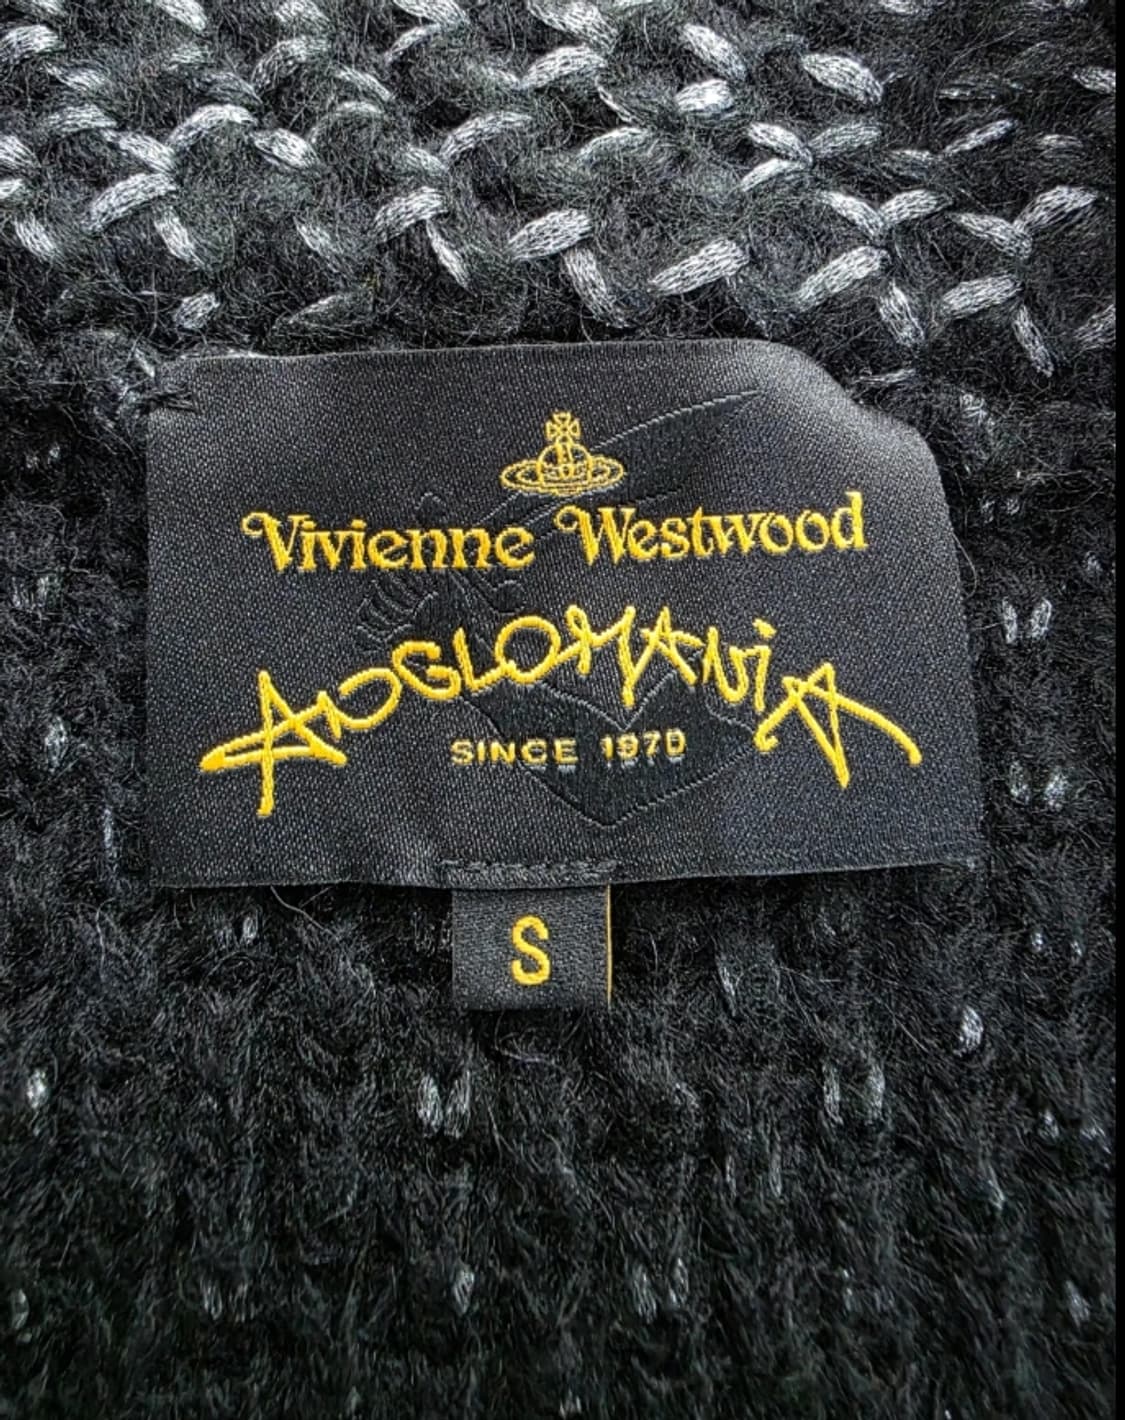 Vivienne Westwood
ANGLOMANiA
SINCE 1970
S